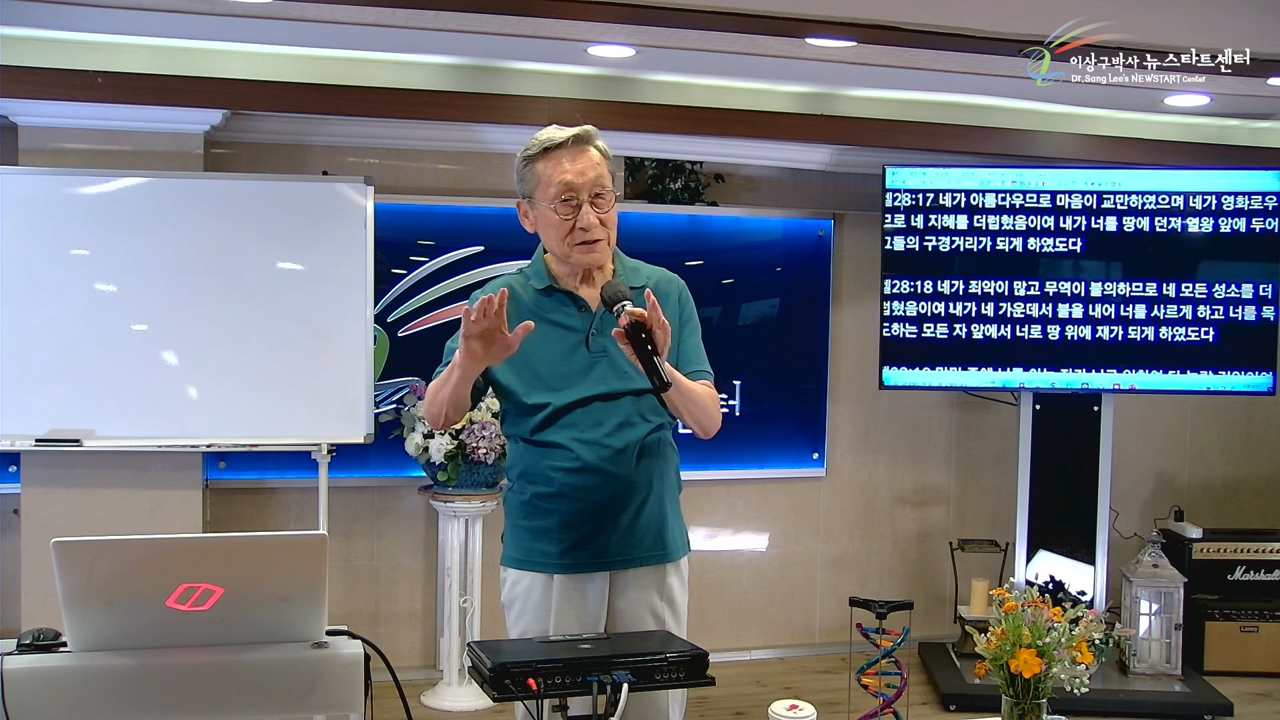 이상구박사 뉴스타트센터
Dr. Sang Lee's NEWSTART Center
28:17 네가 아름다우므로 마음이 교만하였으며 네가 영화로우
므로 네 지혜를 더럽혔음이여 내가 너를 땅에 던져 열왕 앞에 두어
그들의 구경거리가 되게 하였도다
28:18 네가 죄악이 많고 무역이 불의하므로 네 모든 성소를 더
럽혔음이여 내가 네 가운데서 불을 내어 너를 사르게 하고 너를 목
도하는 모든 자 앞에서 너로 땅 위에 재가 되게 하였도다
Marshall
Laney